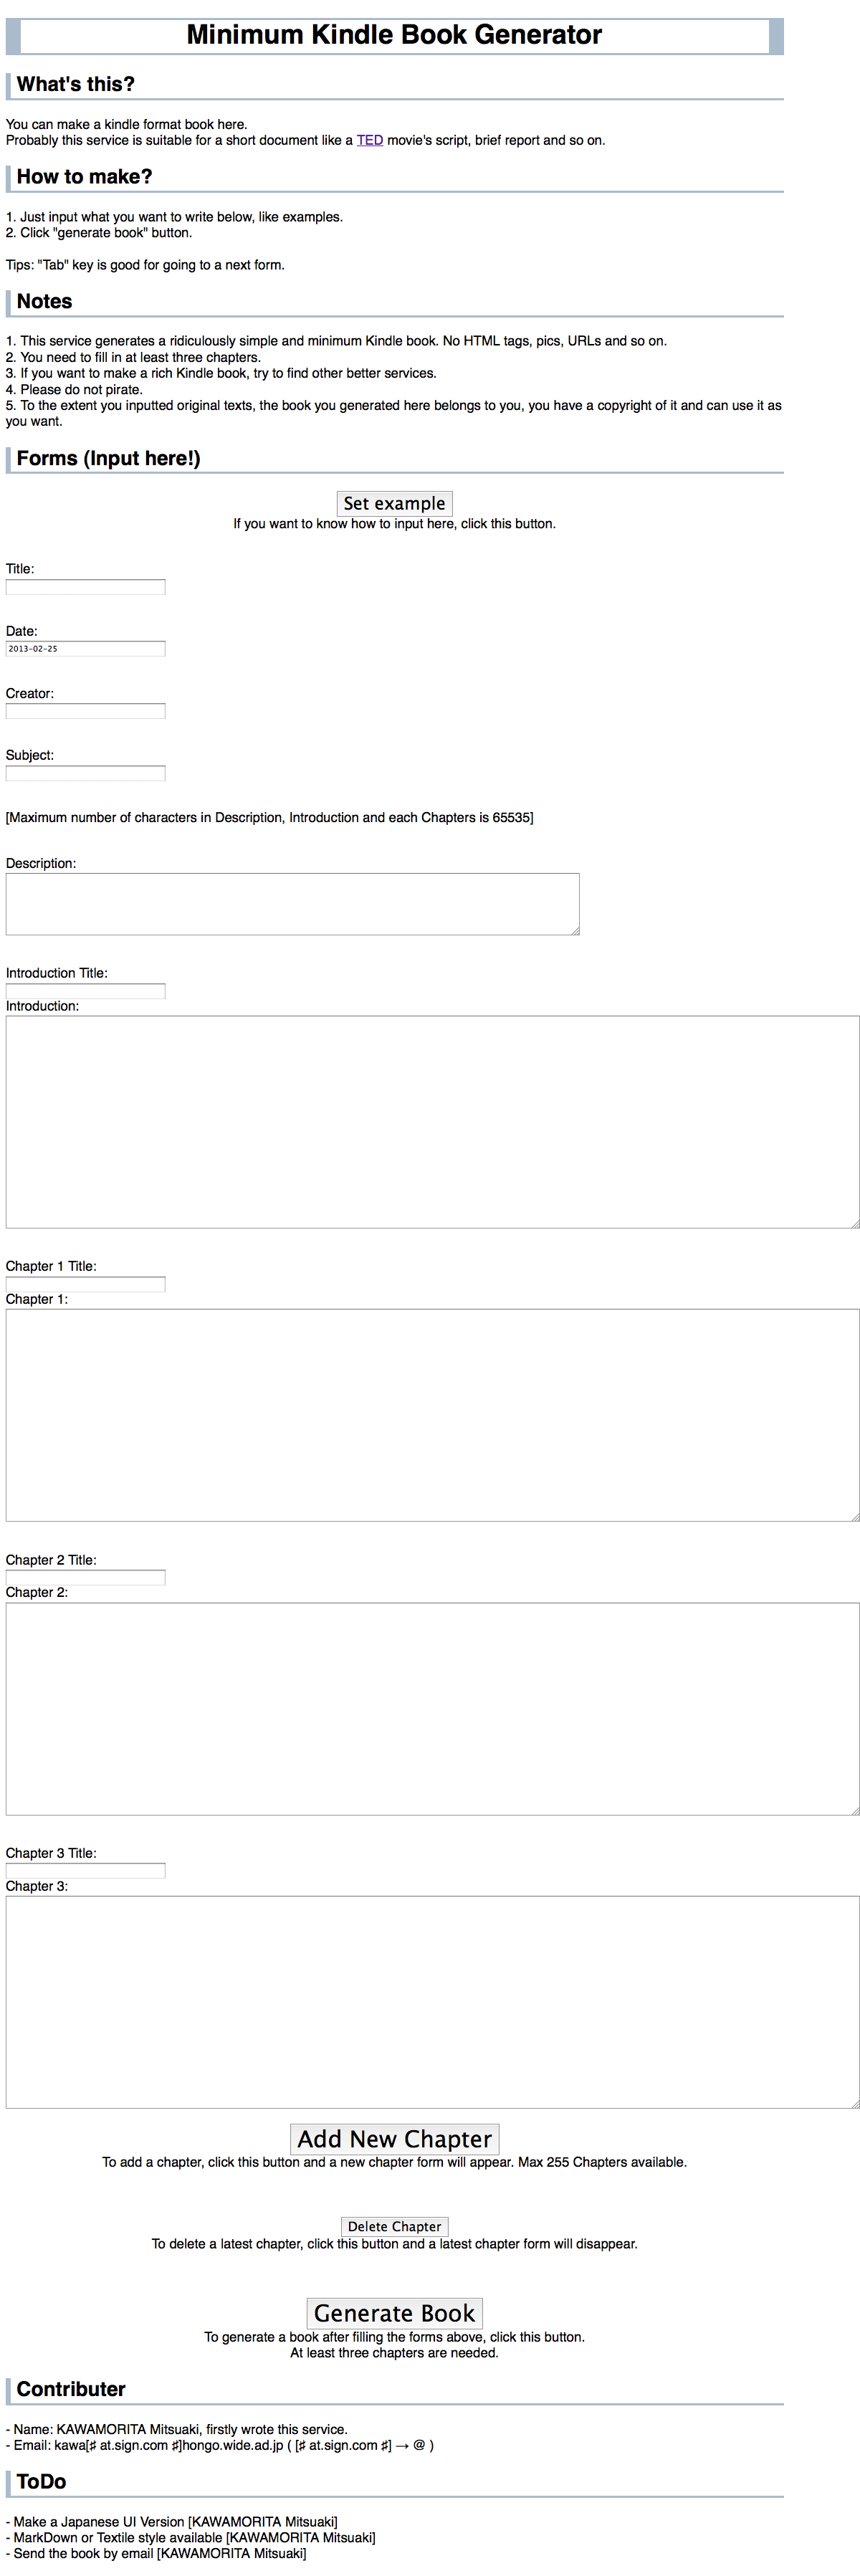 Minimum Kindle Book Generator
What's this?
You can make a kindle format book here.
Probably this service is suitable for a short document like a TED movie's script, brief report and so on.
How to make?
1. Just input what you want to write below, like examples.
2. Click "generate book" button.
Tips: "Tab" key is good for going to a next form.
Notes
1. This service generates a ridiculously simple and minimum Kindle book. No HTML tags, pics, URLs and so on.
2. You need to fill in at least three chapters.
3. If you want to make a rich Kindle book, try to find other better services.
4. Please do not pirate.
5. To the extent you inputted original texts, the book you generated here belongs to you, you have a copyright of it and can use it as
you want.
Forms (Input here!)
Set example
If you want to know how to input here, click this button.
Title:
Date:
2013-02-25
Creator:
Subject:
[Maximum number of characters in Description, Introduction and each Chapters is 65535]
Description:
Introduction Title:
Introduction:
Chapter 1 Title:
Chapter 1:
Chapter 2 Title:
Chapter 2:
Chapter 3 Title:
Chapter 3:
Add New Chapter
To add a chapter, click this button and a new chapter form will appear. Max 255 Chapters available.
Delete Chapter
To delete a latest chapter, click this button and a latest chapter form will disappear.
Generate Book
To generate a book after filling the forms above, click this button.
At least three chapters are needed.
Contributer
- Name: KAWAMORITA Mitsuaki, firstly wrote this service.
- Email: kawa[♯ at.sign.com ♯]hongo.wide.ad.jp ( [♯ at.sign.com ♯] → @ )
ToDo
- Make a Japanese UI Version [KAWAMORITA Mitsuaki]
- MarkDown or Textile style available [KAWAMORITA Mitsuaki]
- Send the book by email [KAWAMORITA Mitsuaki]